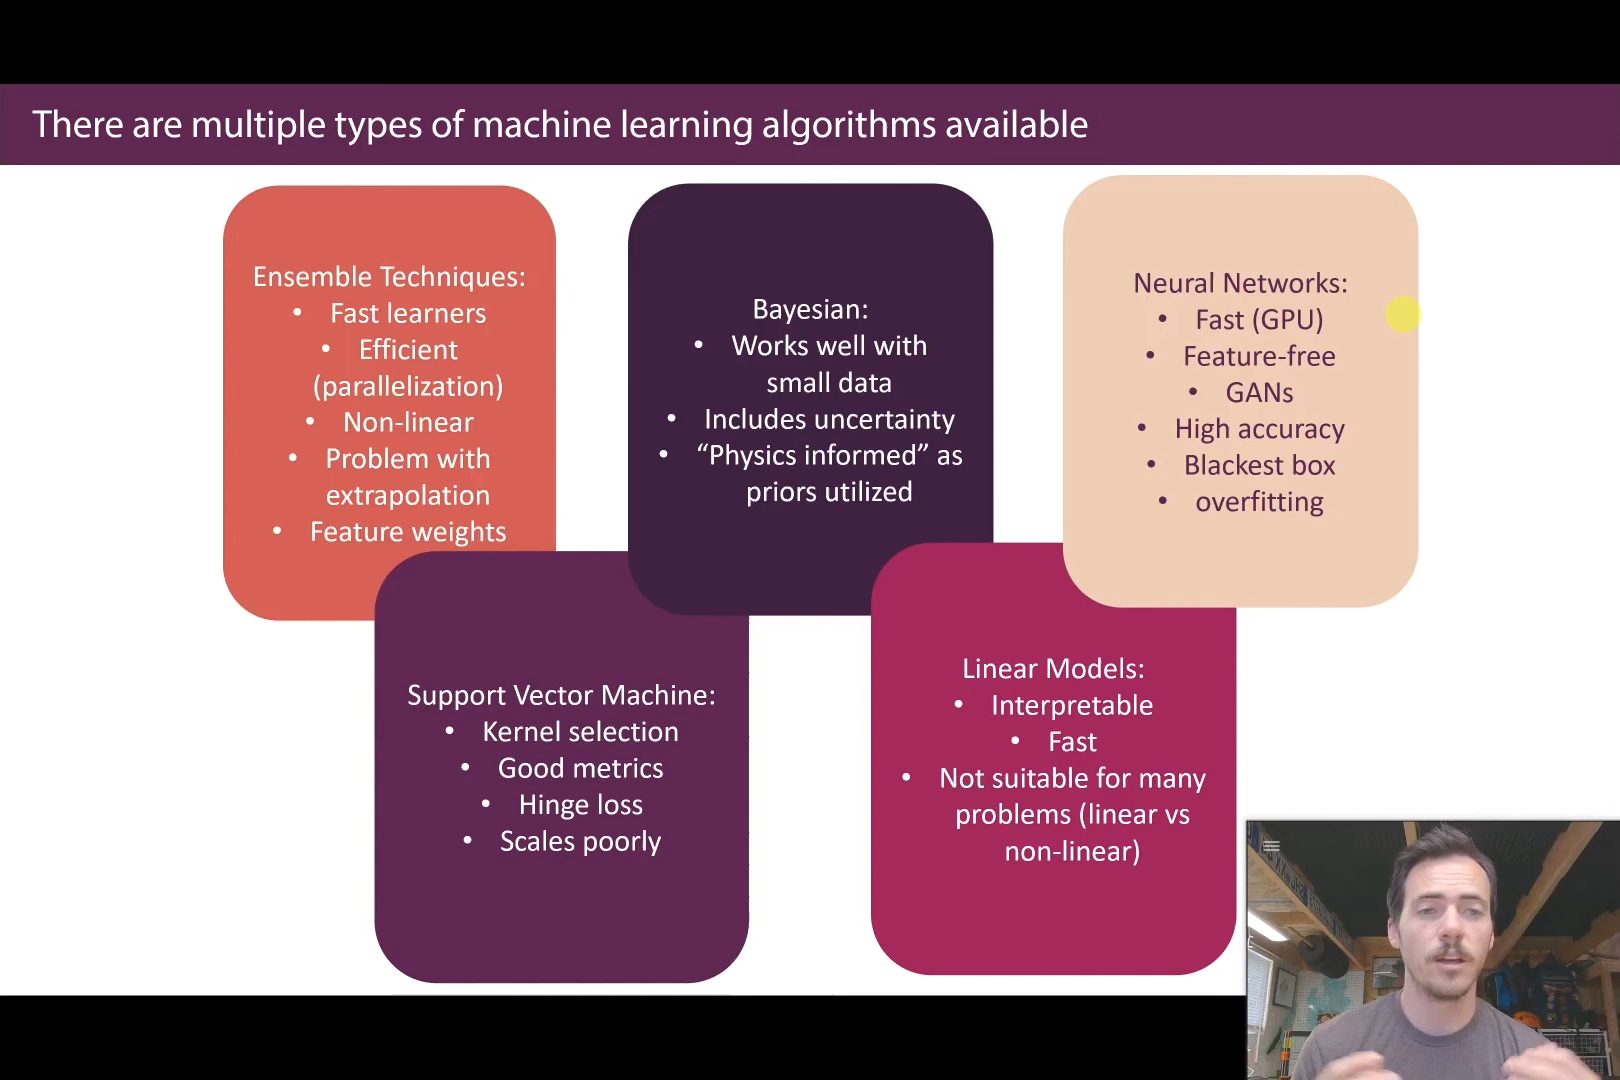 There are multiple types of machine learning algorithms available
Ensemble Techniques:
• Fast learners
• Efficient
(parallelization)
• Non-linear
• Problem with
extrapolation
• Feature weights
Bayesian:
• Works well with
small data
• Includes uncertainty
• “Physics informed” as
priors utilized
Neural Networks:
• Fast (GPU)
• Feature-free
• GANs
• High accuracy
• Blackest box
• overfitting
Support Vector Machine:
• Kernel selection
• Good metrics
• Hinge loss
• Scales poorly
Linear Models:
• Interpretable
• Fast
• Not suitable for many
problems (linear vs
non-linear)